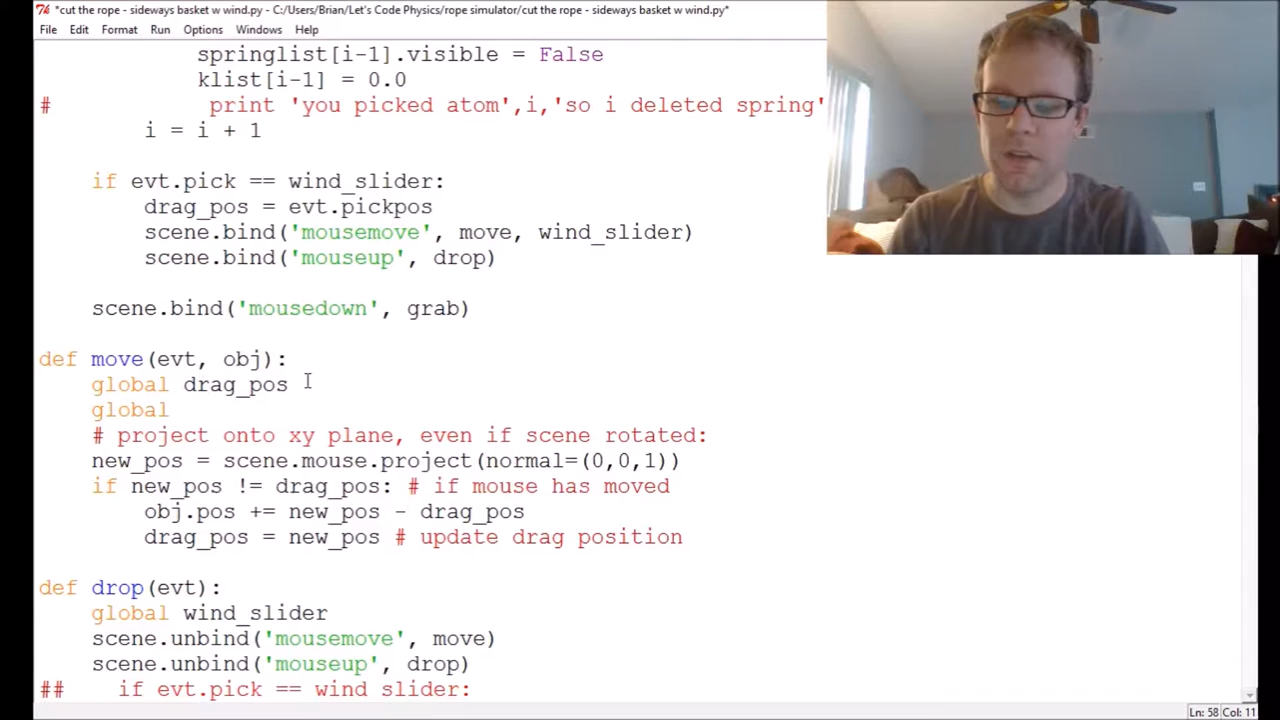 *cut the rope - sideways basket w wind.py - C:/Users/Brian/Let's Code Physics/rope simulator/cut the rope - sideways basket w wind.py*
File Edit Format Run Options Windows Help
springlist[i-1].visible = False
klist[i-1] = 0.0
# print 'you picked atom',i,'so i deleted spring'
i = i + 1
if evt.pick == wind_slider:
drag_pos = evt.pickpos
scene.bind('mousemove', move, wind_slider)
scene.bind('mouseup', drop)
scene.bind('mousedown', grab)
def move(evt, obj):
global drag_pos
global
# project onto xy plane, even if scene rotated:
new_pos = scene.mouse.project(normal=(0,0,1))
if new_pos != drag_pos: # if mouse has moved
obj.pos += new_pos - drag_pos
drag_pos = new_pos # update drag position
def drop(evt):
global wind_slider
scene.unbind('mousemove', move)
scene.unbind('mouseup', drop)
## if evt.pick == wind slider:
Ln: 58 Col: 11